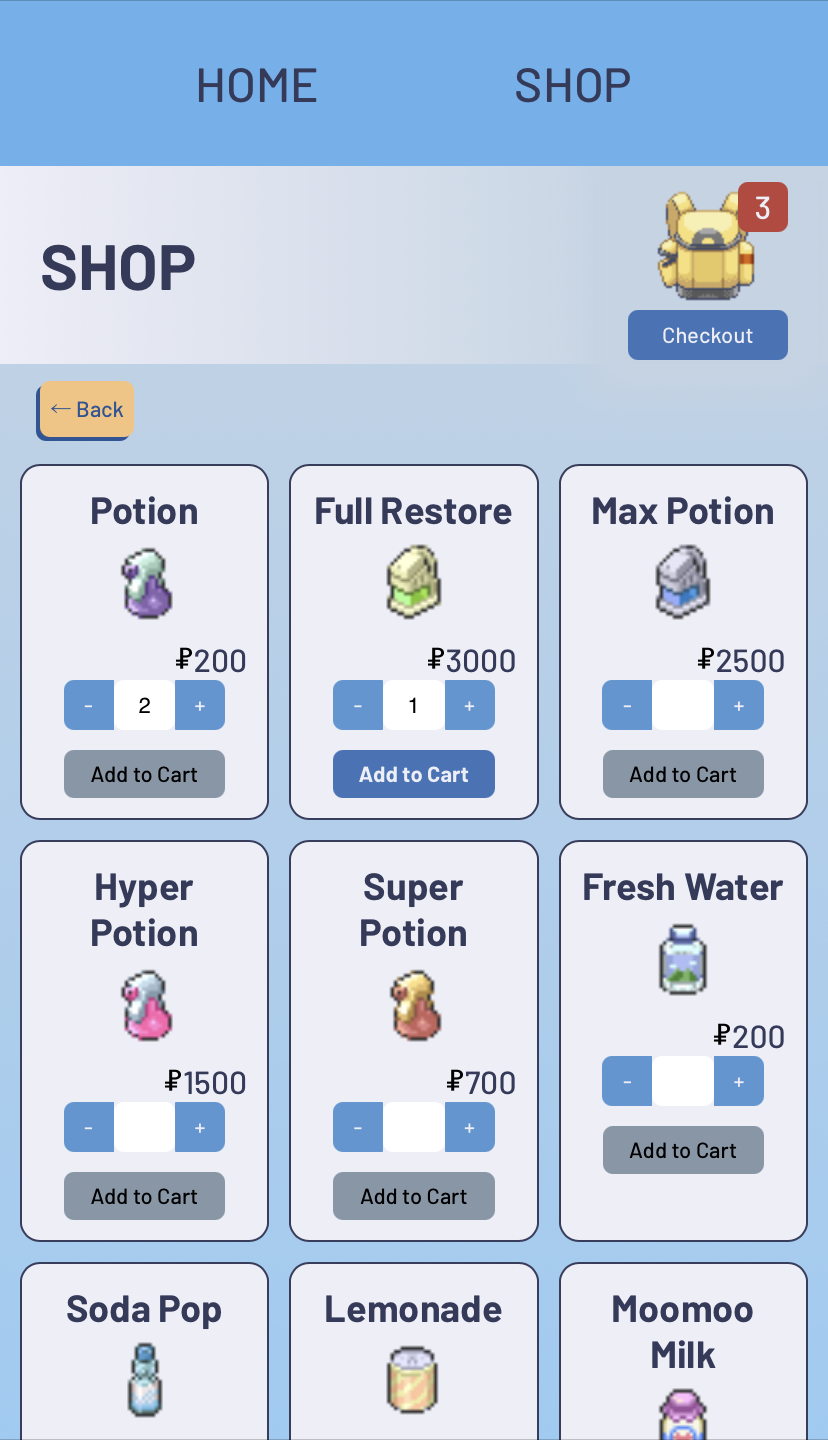 HOME SHOP
3
SHOP
Checkout
← Back
Potion
₽200
- 2 +
Add to Cart
Full Restore
₽3000
- 1 +
Add to Cart
Max Potion
₽2500
- +
Add to Cart
Hyper
Potion
₽1500
- +
Add to Cart
Super
Potion
₽700
- +
Add to Cart
Fresh Water
₽200
- +
Add to Cart
Soda Pop
Lemonade
Moomoo
Milk